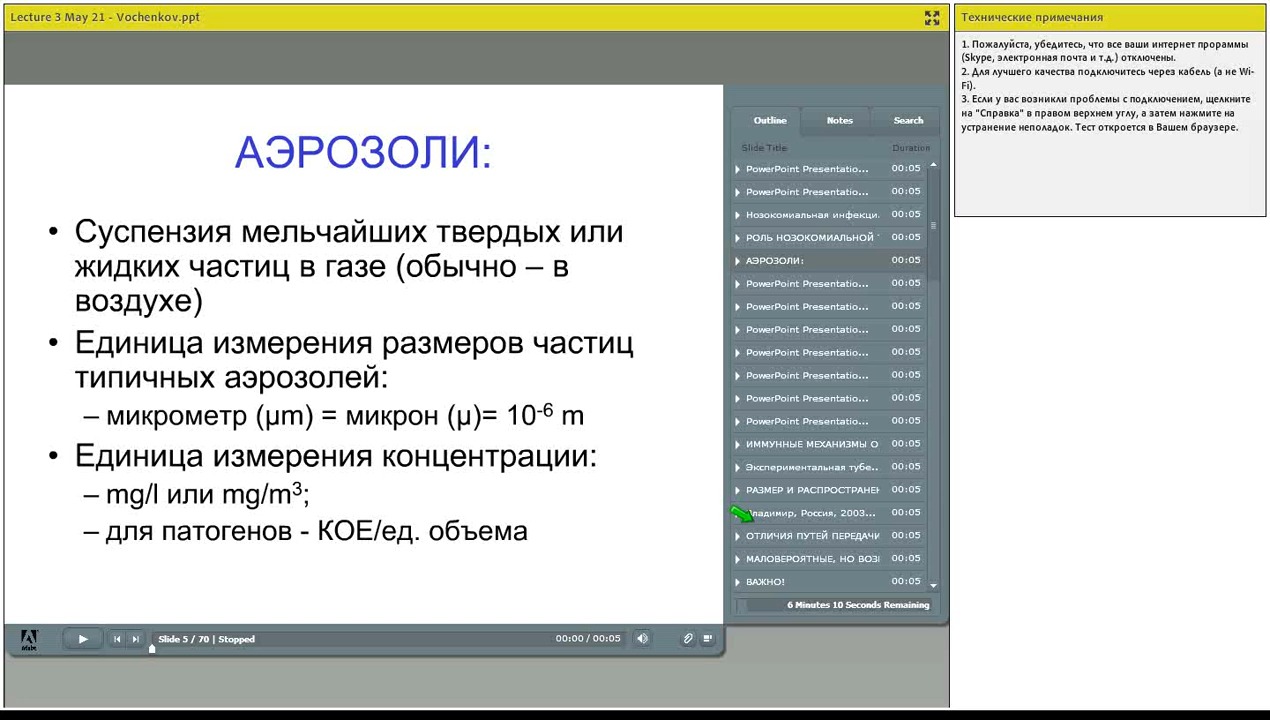 Lecture 3 May 21 - Vochenkov.ppt
АЭРОЗОЛИ:
• Суспензия мельчайших твердых или
жидких частиц в газе (обычно – в
воздухе)
• Единица измерения размеров частиц
типичных аэрозолей:
– микрометр (μm) = микрон (μ)= 10⁻⁶ m
• Единица измерения концентрации:
– mg/l или mg/m³;
– для патогенов - КОЕ/ед. объема
Outline Notes Search
Slide Title Duration
PowerPoint Presentatio... 00:05
PowerPoint Presentatio... 00:05
Нозокомиальная инфекци. 00:05
РОЛЬ НОЗОКОМИАЛЬНОЙ 00:05
АЭРОЗОЛИ: 00:05
PowerPoint Presentatio... 00:05
PowerPoint Presentatio... 00:05
PowerPoint Presentatio... 00:05
PowerPoint Presentatio... 00:05
PowerPoint Presentatio... 00:05
PowerPoint Presentatio... 00:05
PowerPoint Presentatio... 00:05
ИММУННЫЕ МЕХАНИЗМЫ О 00:05
Экспериментальная тубе.. 00:05
РАЗМЕР И РАСПРОСТРАНЕН 00:05
ладимир, Россия, 2003... 00:05
ОТЛИЧИЯ ПУТЕЙ ПЕРЕДАЧИ 00:05
МАЛОВЕРОЯТНЫЕ, НО ВОЗ 00:05
ВАЖНО! 00:05
6 Minutes 10 Seconds Remaining
Adobe
Slide 5 / 70 | Stopped 00:00 / 00:05
Технические примечания
1. Пожалуйста, убедитесь, что все ваши интернет прораммы
(Skype, электронная почта и т.д.) отключены.
2. Для лучшего качества подключитесь через кабель (а не Wi-
Fi).
3. Если у вас возникли проблемы с подключением, щелкните
на "Справка" в правом верхнем углу, а затем нажмите на
устранение неполадок. Тест откроется в Вашем браузере.